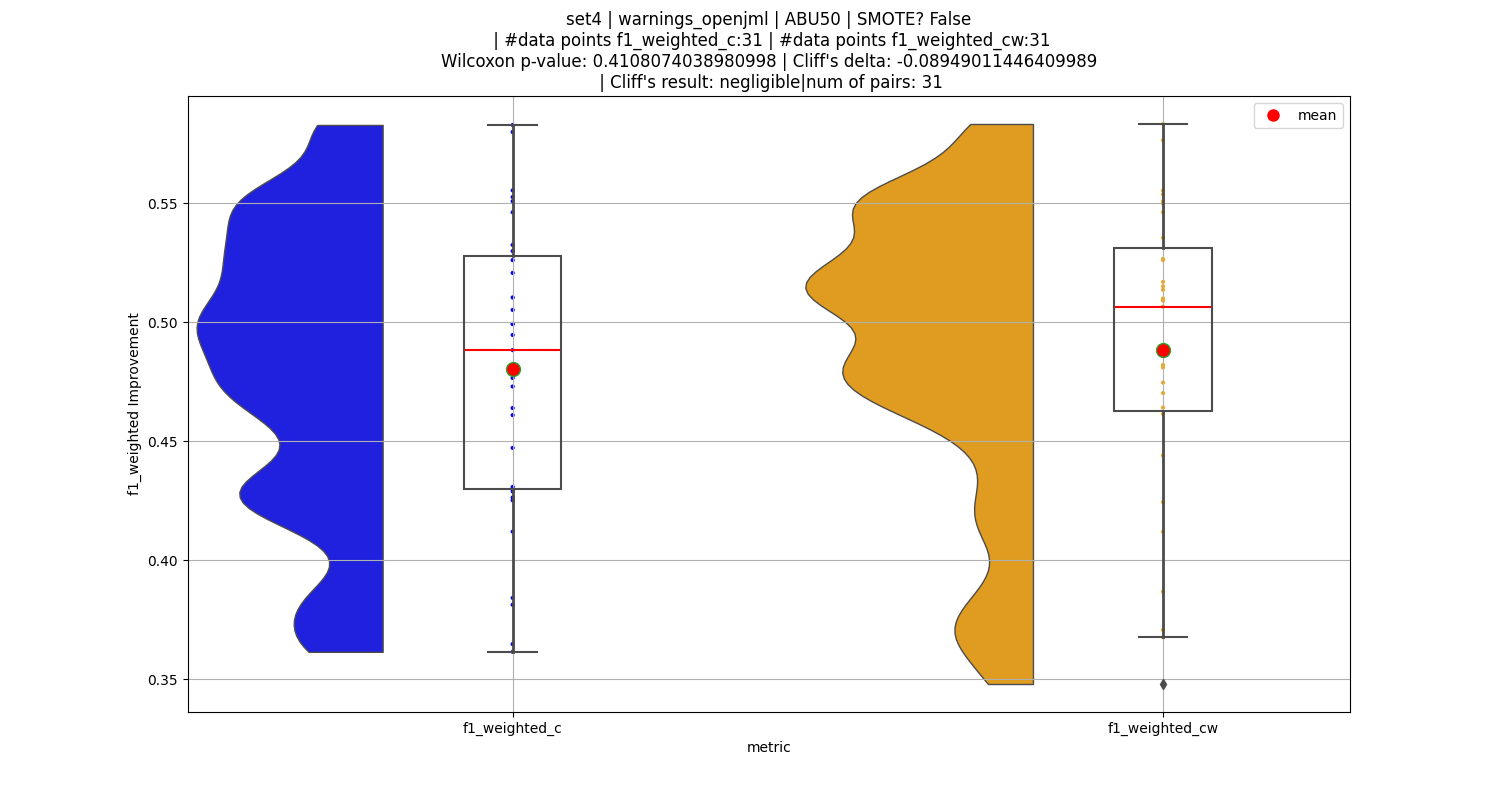 set4 | warnings_openjml | ABU50 | SMOTE? False
| #data points f1_weighted_c:31 | #data points f1_weighted_cw:31
Wilcoxon p-value: 0.4108074038980998 | Cliff's delta: -0.08949011446409989
| Cliff's result: negligible|num of pairs: 31
mean
f1_weighted Improvement
0.55
0.50
0.45
0.40
0.35
f1_weighted_c
f1_weighted_cw
metric